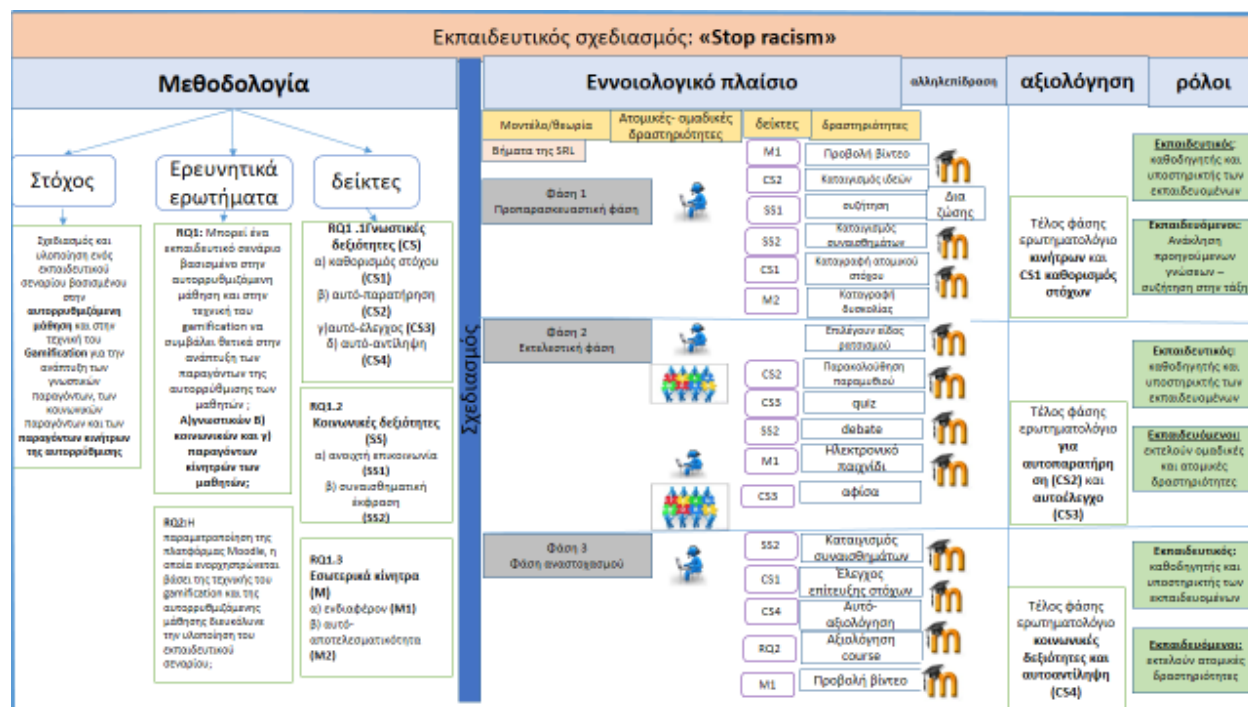 Εκπαιδευτικός σχεδιασμός: «Stop racism»
Μεθοδολογία
Στόχος
Σχεδιασμός και
υλοποίηση ενός
εκπαιδευτικού
σεναρίου βασισμένου
στην
αυτορρυθμιζόμενη
μάθηση και στην
τεχνική του
Gamification για την
ανάπτυξη των
γνωστικών
παραγόντων, των
κοινωνικών
παραγόντων και των
παραγόντων κινήτρων
της αυτορρύθμισης
Ερευνητικά
ερωτήματα
RQ1: Μπορεί ένα
εκπαιδευτικό σενάριο
βασισμένο στην
αυτορρυθμιζόμενη
μάθηση και στην
τεχνική του
gamification να
συμβάλει θετικά στην
ανάπτυξη των
παραγόντων της
αυτορρύθμισης των
μαθητών ;
Α)γνωστικών Β)
κοινωνικών και γ)
παραγόντων
κινήτρων των
μαθητών;
RQ2:Η
παραμετροποίηση της
πλατφόρμας Moodle, η
οποία ενορχηστρώνεται
βάσει της τεχνικής του
gamification και της
αυτορρυθμιζόμενης
μάθησης διευκόλυνε
την υλοποίηση του
εκπαιδευτικού
σεναρίου;
δείκτες
RQ1 .1Γνωστικές
δεξιότητες (CS)
α) καθορισμός στόχου
(CS1)
β) αυτό-παρατήρηση
(CS2)
γ)αυτό-έλεγχος (CS3)
δ) αυτό-αντίληψη
(CS4)
RQ1.2
Κοινωνικές δεξιότητες
(SS)
α) ανοιχτή επικοινωνία
(SS1)
β) συναισθηματική
έκφραση
(SS2)
RQ1.3
Εσωτερικά κίνητρα
(M)
α) ενδιαφέρον (M1)
β) αυτό-
αποτελεσματικότητα
(M2)
Σχεδιασμός
Εννοιολογικό πλαίσιο
αλληλεπίδραση
αξιολόγηση
ρόλοι
Μοντέλο/θεωρία
Ατομικές- ομαδικές
δραστηριότητες
δείκτες
δραστηριότητες
Βήματα της SRL
Φάση 1
Προπαρασκευαστική φάση
M1
Προβολή βίντεο
CS2
Καταιγισμός ιδεών
SS1
συζήτηση
Δια
ζώσης
SS2
Καταιγισμός
συναισθημάτων
CS1
Καταγραφή ατομικού
στόχου
M2
Καταγραφή
δυσκολίας
Τέλος φάσης
ερωτηματολόγιο
κινήτρων και
CS1 καθορισμός
στόχων
Εκπαιδευτικός:
καθοδηγητής και
υποστηρικτής των
εκπαιδευομένων
Εκπαιδευόμενοι:
Ανάκληση
προηγούμενων
γνώσεων –
συζήτηση στην τάξη
Φάση 2
Εκτελεστική φάση
Επιλέγουν είδος
ρατσισμού
CS2
Παρακολούθηση
παραμυθιού
CS3
quiz
SS2
debate
M1
Ηλεκτρονικό
παιχνίδι
CS3
αφίσα
Τέλος φάσης
ερωτηματολόγιο
για
αυτοπαρατήρη
ση (CS2) και
αυτοέλεγχο
(CS3)
Εκπαιδευτικός:
καθοδηγητής και
υποστηρικτής των
εκπαιδευομένων
Εκπαιδευόμενοι:
εκτελούν ομαδικές
και ατομικές
δραστηριότητες
Φάση 3
Φάση αναστοχασμού
SS2
Καταιγισμός
συναισθημάτων
CS1
Έλεγχος
επίτευξης στόχων
CS4
Αυτό-
αξιολόγηση
RQ2
Αξιολόγηση
course
M1
Προβολή βίντεο
Τέλος φάσης
ερωτηματολόγιο
κοινωνικές
δεξιότητες και
αυτοαντίληψη
(CS4)
Εκπαιδευτικός:
καθοδηγητής και
υποστηρικτής των
εκπαιδευομένων
Εκπαιδευόμενοι:
εκτελούν ατομικές
δραστηριότητες